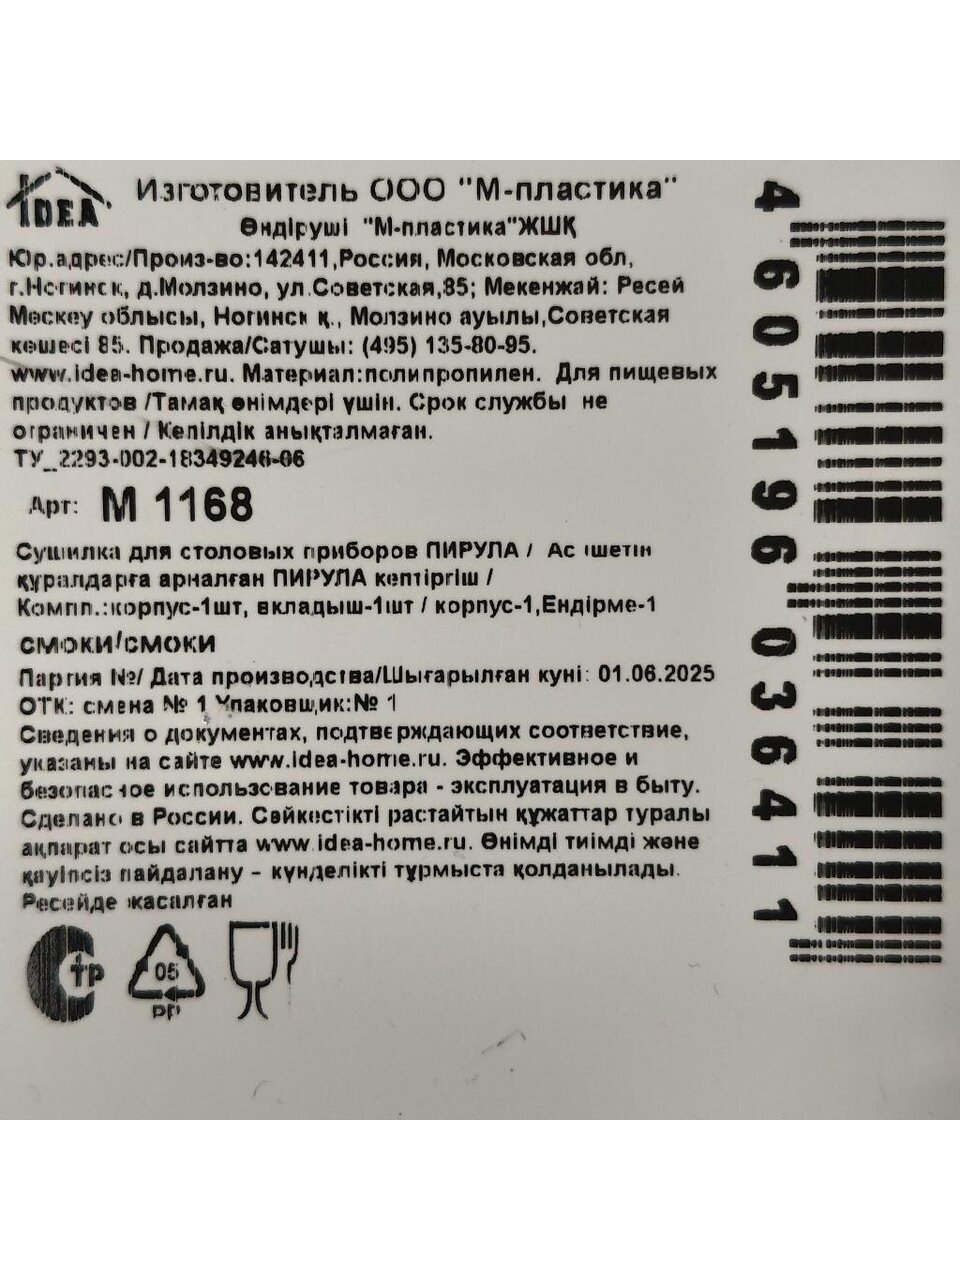 IDEA
Изготовитель ООО "М-пластика"
Өндіруші "М-пластика"ЖШҚ
Юр.адрес/Произ-во:142411,Россия, Московская обл,
г.Ногинск, д.Молзино, ул.Советская,85; Мекенжай: Ресей
Мәскеу облысы, Ногинск қ., Молзино ауылы,Советская
көшесі 85. Продажа/Сатушы: (495) 135-80-95.
www.idea-home.ru. Материал:полипропилен. Для пищевых
продуктов /Тамақ өнімдері үшін. Срок службы не
ограничен / Кепілдік анықталмаған.
ТУ_2293-002-18349246-06
Арт: М 1168
Сушилка для столовых приборов ПИРУЛА / Ас ішетін
құралдарға арналған ПИРУЛА кептіргіш /
Компл.:корпус-1шт, вкладыш-1шт / корпус-1,Ендірме-1
смоки/смоки
Партия №/ Дата производства/Шығарылған күні: 01.06.2025
ОТК: смена № 1 Упаковщик:№ 1
Сведения о документах, подтверждающих соответствие,
указаны на сайте www.idea-home.ru. Эффективное и
безопасное использование товара - эксплуатация в быту.
Сделано в России. Сәйкестікті растайтын құжаттар туралы
ақпарат осы сайтта www.idea-home.ru. Өнімді тиімді және
қауіпсіз пайдалану - күнделікті тұрмыста қолданылады.
Ресейде жасалған
тр
05
PP
4605196036411